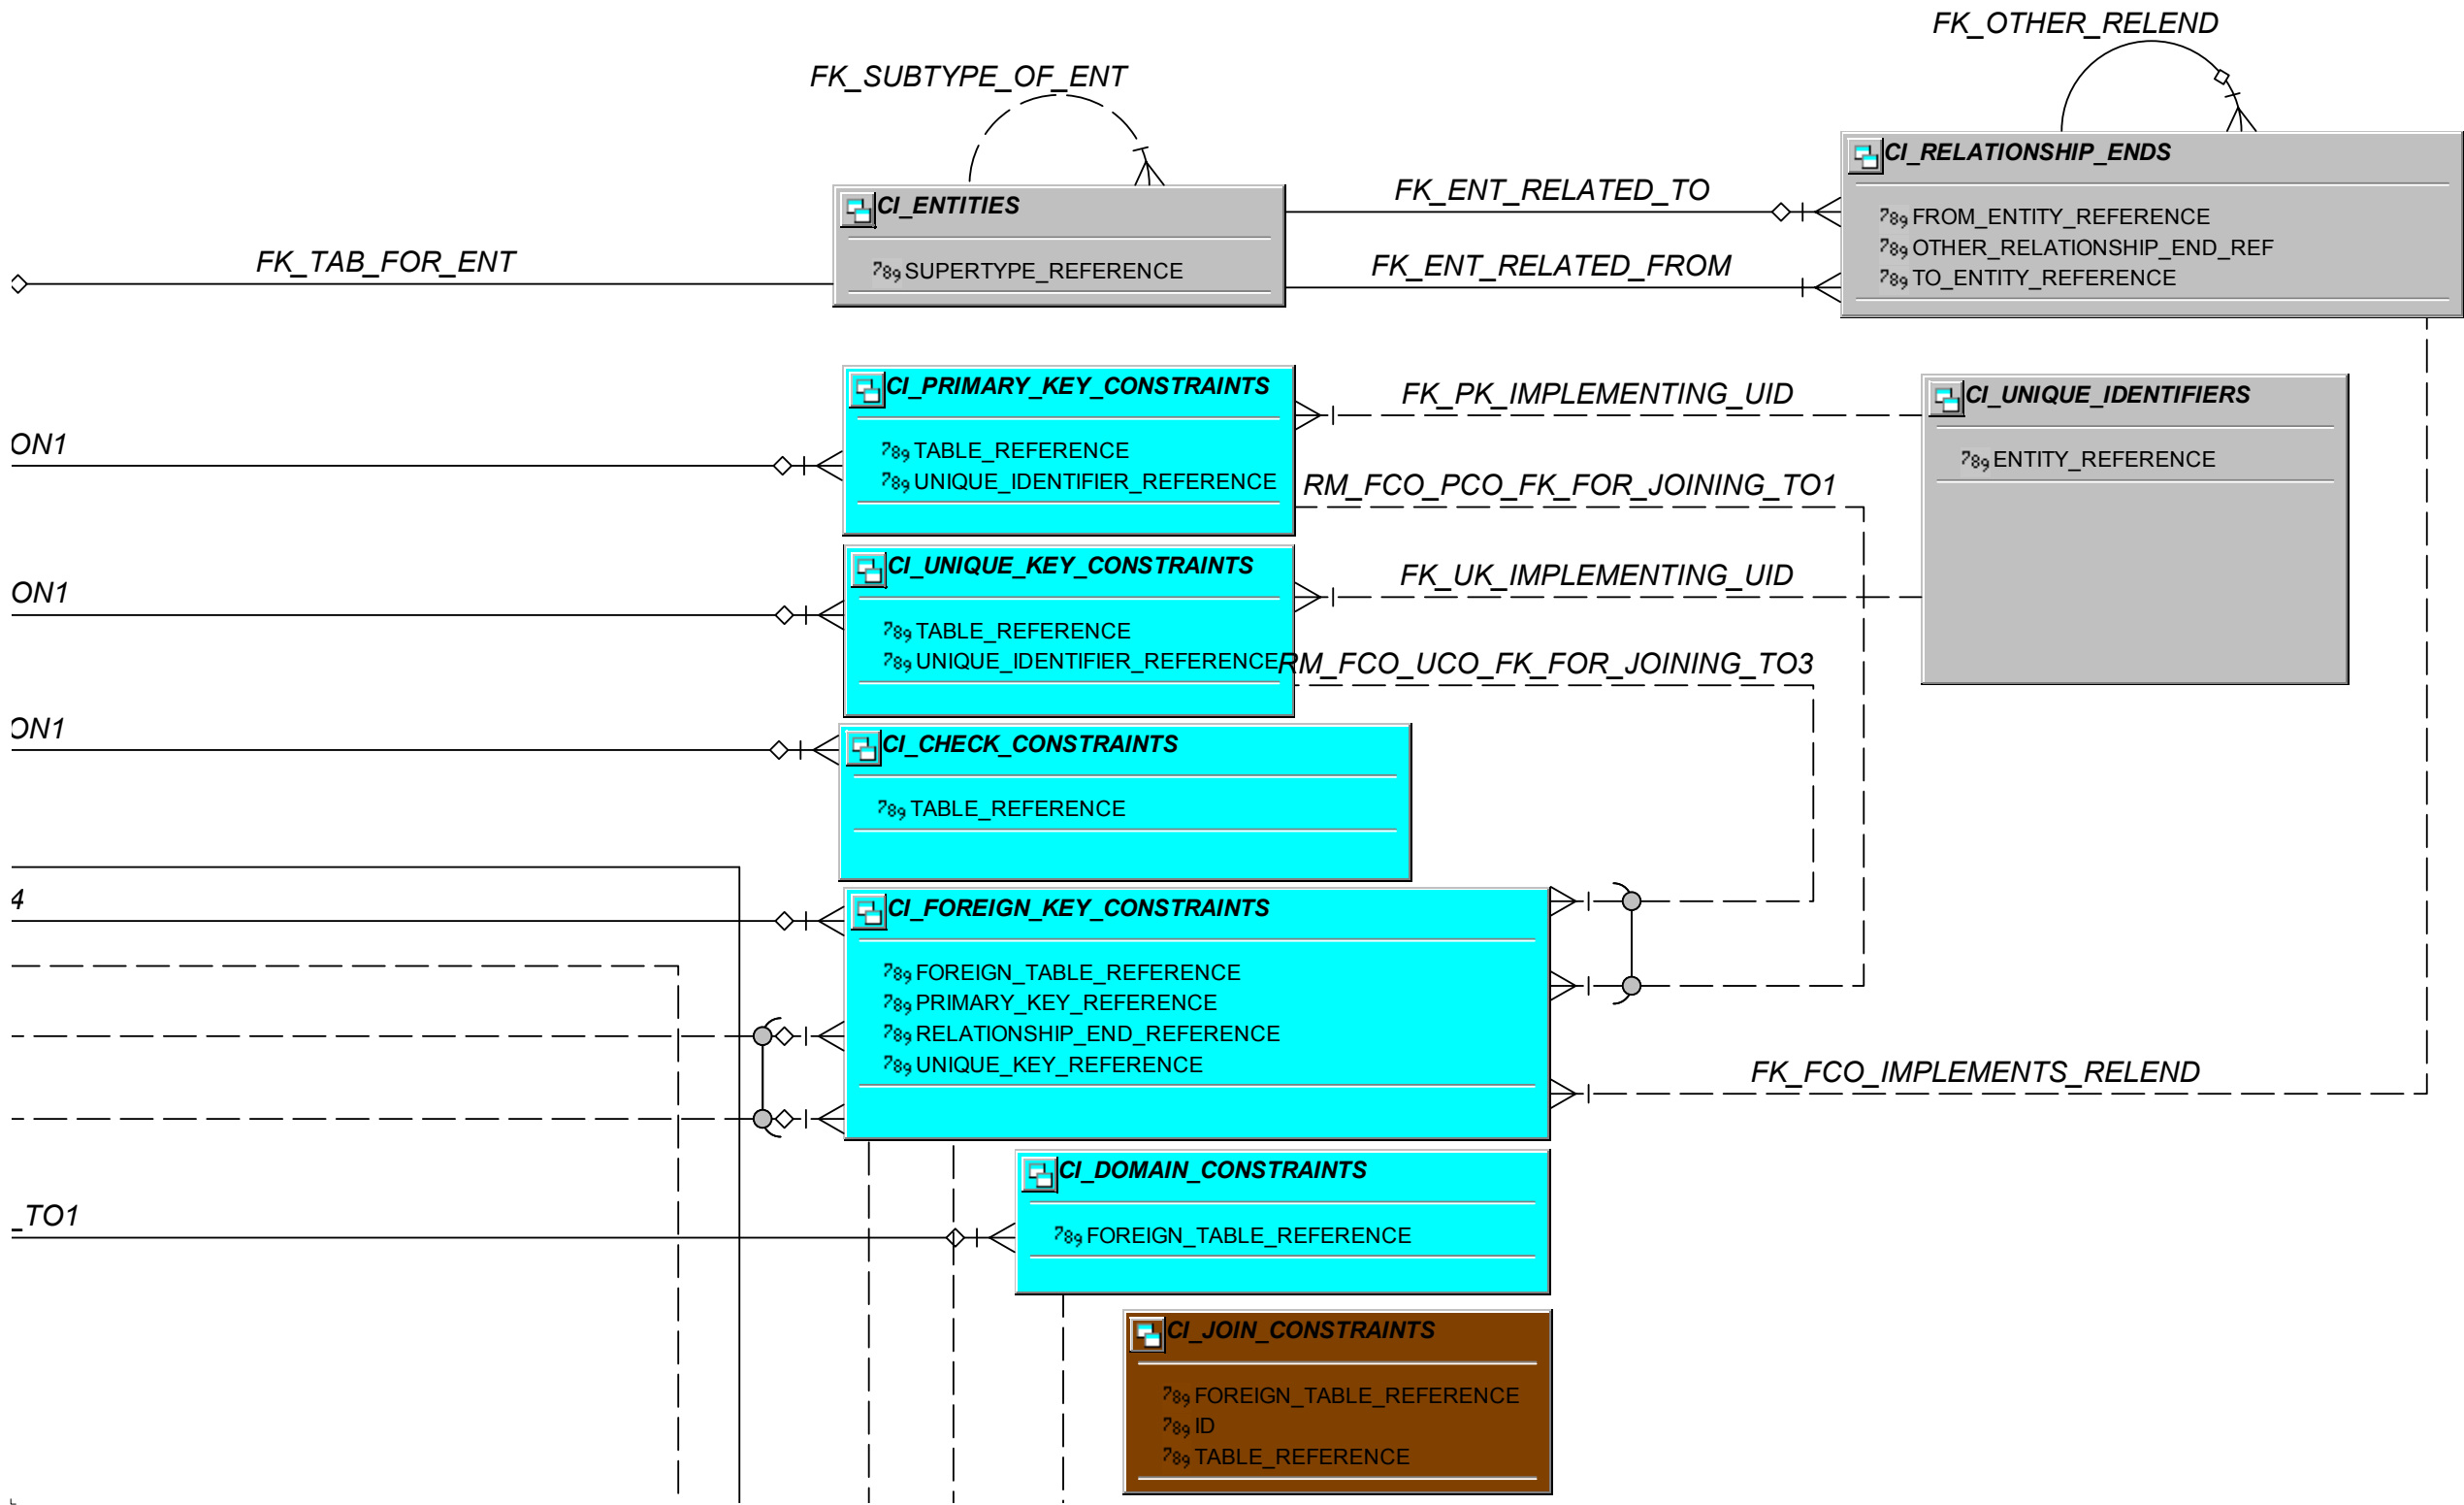 FK_OTHER_RELEND
FK_SUBTYPE_OF_ENT
CI_RELATIONSHIP_ENDS
FROM_ENTITY_REFERENCE
OTHER_RELATIONSHIP_END_REF
TO_ENTITY_REFERENCE
FK_ENT_RELATED_TO
FK_ENT_RELATED_FROM
CI_ENTITIES
SUPERTYPE_REFERENCE
FK_TAB_FOR_ENT
CI_PRIMARY_KEY_CONSTRAINTS
TABLE_REFERENCE
UNIQUE_IDENTIFIER_REFERENCE
FK_PK_IMPLEMENTING_UID
CI_UNIQUE_IDENTIFIERS
ENTITY_REFERENCE
ON1
RM_FCO_PCO_FK_FOR_JOINING_TO1
CI_UNIQUE_KEY_CONSTRAINTS
TABLE_REFERENCE
UNIQUE_IDENTIFIER_REFERENCE
FK_UK_IMPLEMENTING_UID
ON1
RM_FCO_UCO_FK_FOR_JOINING_TO3
ON1
CI_CHECK_CONSTRAINTS
TABLE_REFERENCE
4
CI_FOREIGN_KEY_CONSTRAINTS
FOREIGN_TABLE_REFERENCE
PRIMARY_KEY_REFERENCE
RELATIONSHIP_END_REFERENCE
UNIQUE_KEY_REFERENCE
FK_FCO_IMPLEMENTS_RELEND
CI_DOMAIN_CONSTRAINTS
FOREIGN_TABLE_REFERENCE
_TO1
CI_JOIN_CONSTRAINTS
FOREIGN_TABLE_REFERENCE
ID
TABLE_REFERENCE